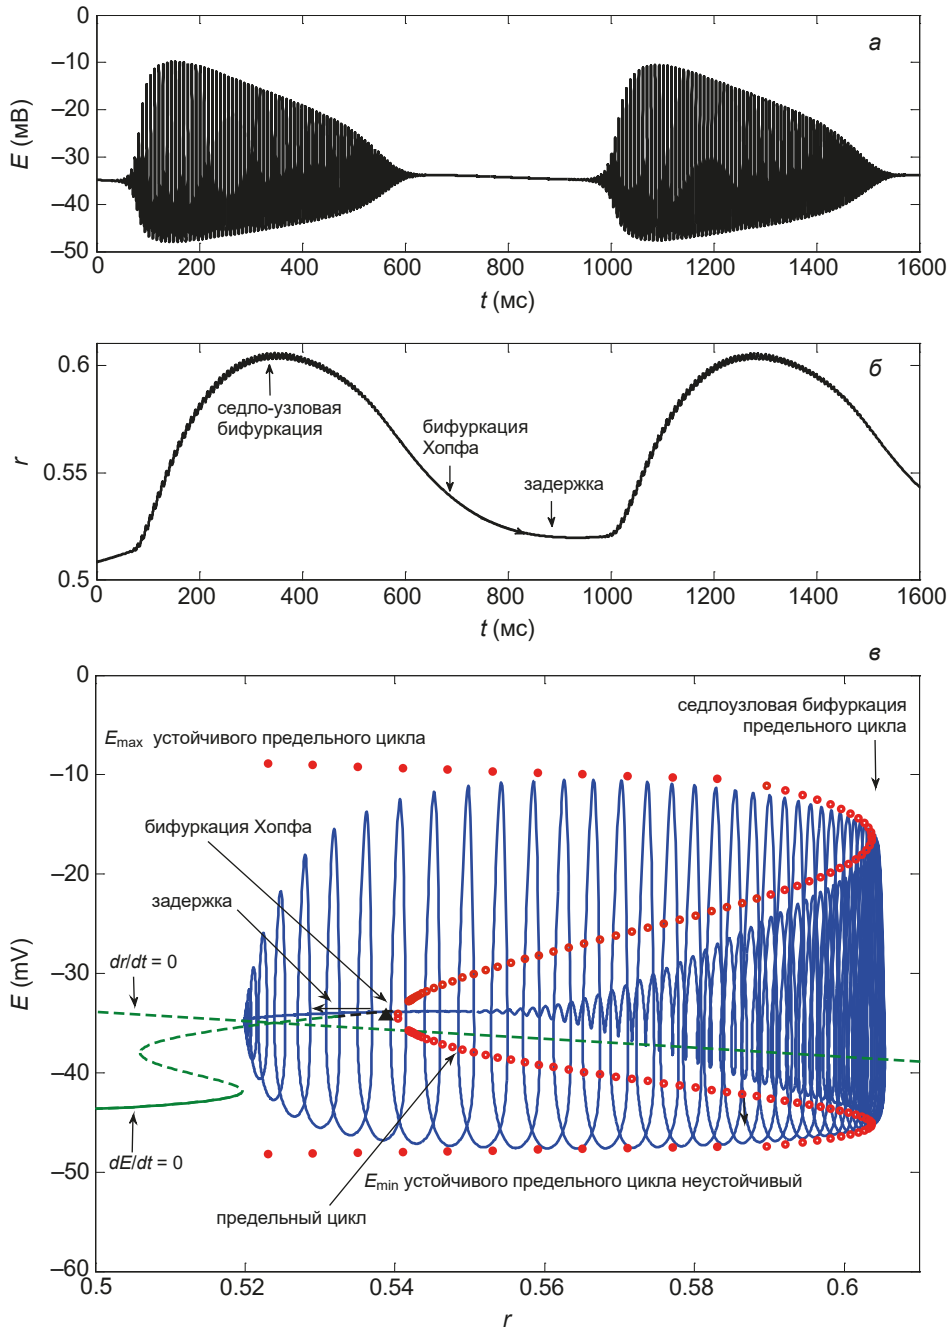 0
а
–10
–20
E (мВ)
–30
–40
–50
0 200 400 600 800 1000 1200 1400 1600
t (мс)
0.6
б
седло-узловая
бифуркация
бифуркация
Хопфа
r
0.55
задержка
0.5
0 200 400 600 800 1000 1200 1400 1600
t (мс)
в
0
седлоузловая бифуркация
предельного цикла
Emax устойчивого предельного цикла
–10
бифуркация Хопфа
–20
задержка
dr/dt = 0
E (mV)
–30
–40
dE/dt = 0
–50
Emin устойчивого предельного цикла неустойчивый
предельный цикл
–60
0.5 0.52 0.54 0.56 0.58 0.6
r